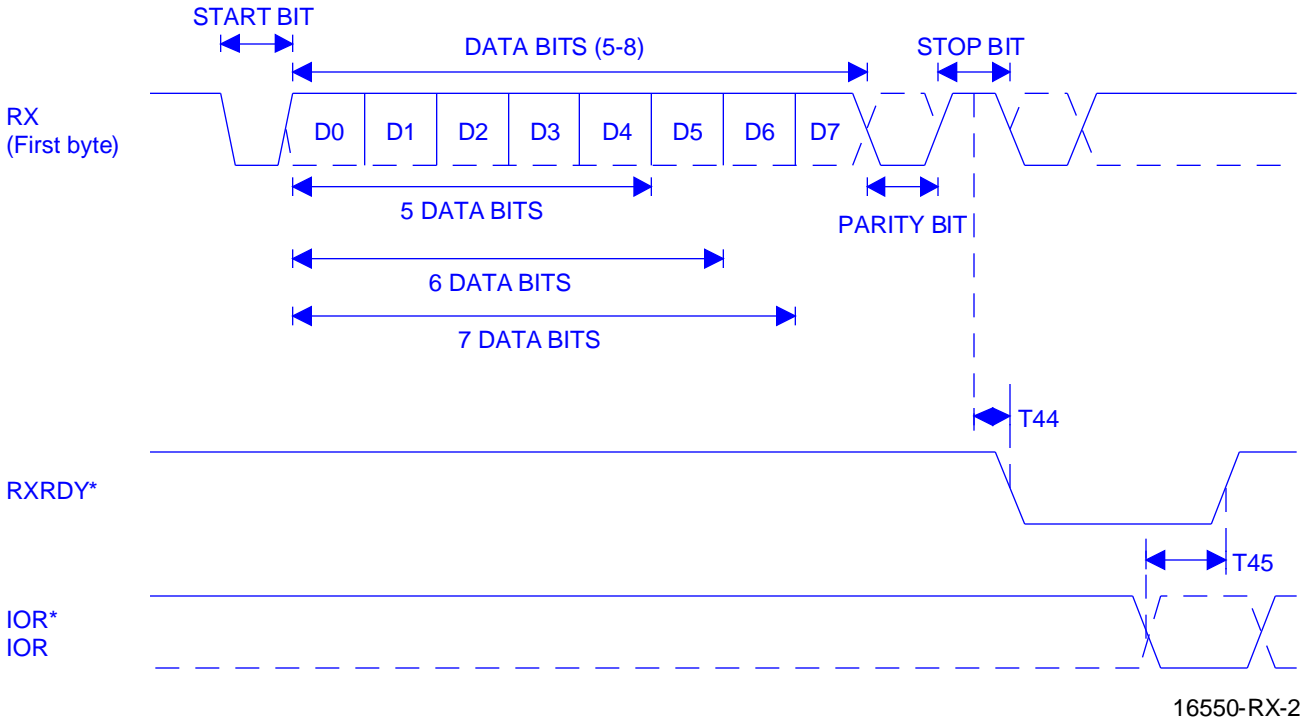 START BIT
DATA BITS (5-8)
STOP BIT
RX
(First byte)
D0 D1 D2 D3 D4 D5 D6 D7
5 DATA BITS
PARITY BIT
6 DATA BITS
7 DATA BITS
T44
RXRDY*
T45
IOR*
IOR
16550-RX-2